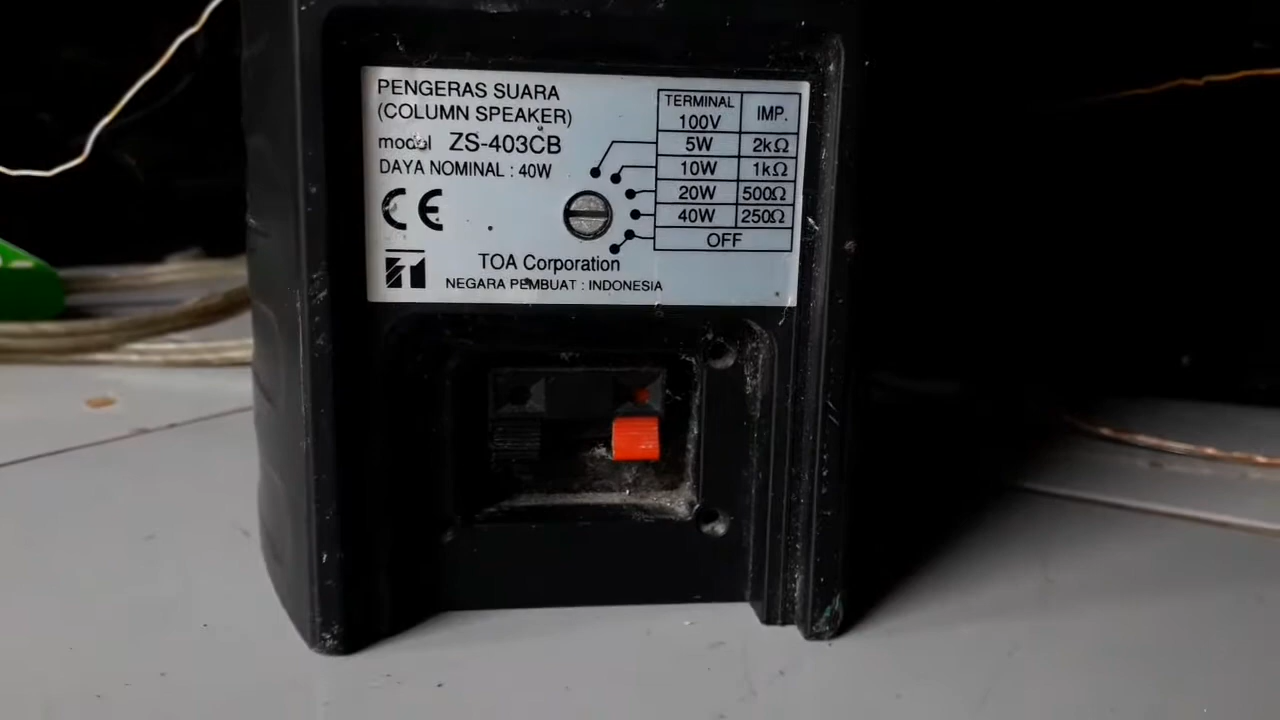 PENGERAS SUARA
(COLUMN SPEAKER)
model ZS-403CB
DAYA NOMINAL : 40W
CE
TOA Corporation
NEGARA PEMBUAT : INDONESIA
TERMINAL 100V IMP.
5W 2kΩ
10W 1kΩ
20W 500Ω
40W 250Ω
OFF